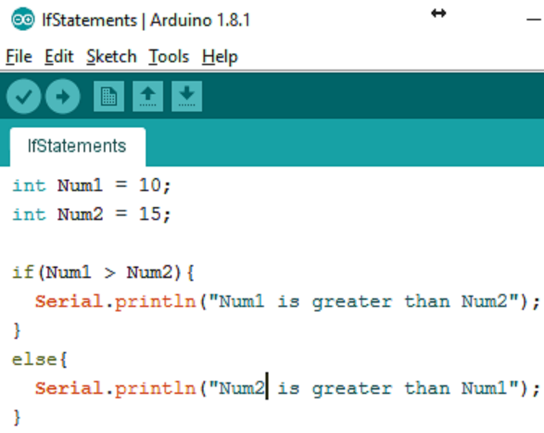 IfStatements | Arduino 1.8.1
File Edit Sketch Tools Help
IfStatements
int Num1 = 10;
int Num2 = 15;
if(Num1 > Num2){
Serial.println("Num1 is greater than Num2");
}
else{
Serial.println("Num2 is greater than Num1");
}